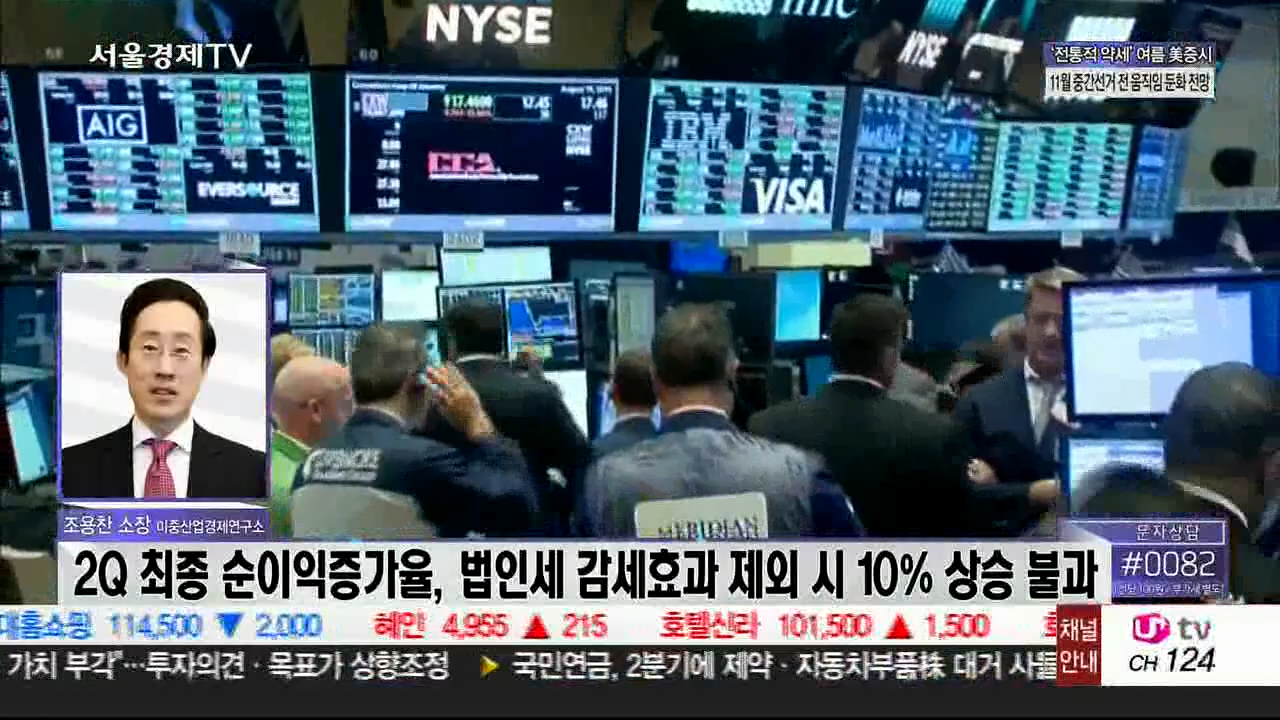 NYSE
서울경제TV
NYSE
'전통적 약세' 여름 美증시
11월 중간선거 전 움직임 둔화 전망
AIG
EVERSOURCE
17.45
17.46
CCA
IBM
VISA
MERIDIAN
조용찬 소장 미중산업경제연구소
문자상담
#0082
2Q 최종 순이익증가율, 법인세 감세효과 제외 시 10% 상승 불과
대홈쇼핑 114,500 ▼ 2,000 혜인 4,955 ▲ 215 호텔신라 101,500 ▲ 1,500
채널안내
U+ tv
CH 124
가치 부각"…투자의견·목표가 상향조정 ▶ 국민연금, 2분기에 제약·자동차부품株 대거 사들